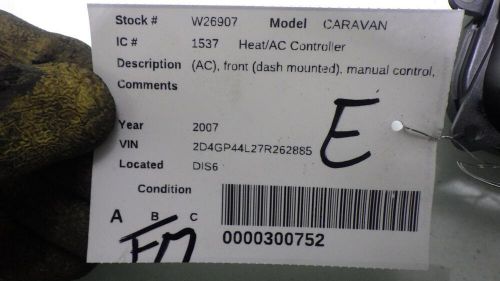 Stock # W26907 Model CARAVAN
IC # 1537 Heat/AC Controller
Description (AC), front (dash mounted), manual control,
Comments
E
Year 2007
VIN 2D4GP44L27R262885
Located DIS6
Condition
A B C
0000300752